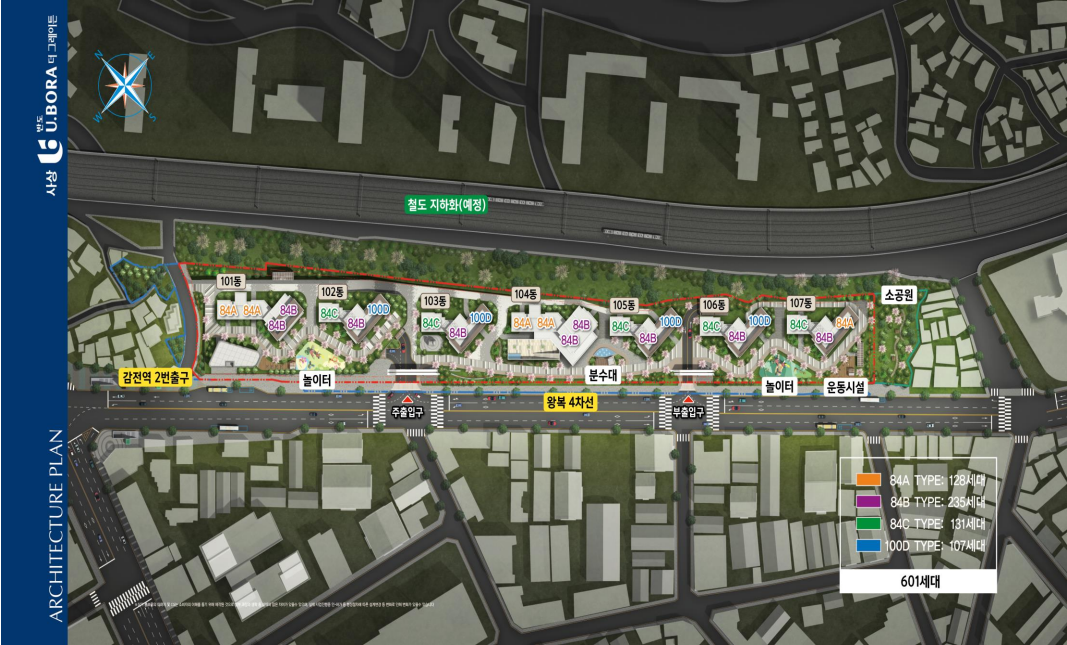 사상 반도 U.BORA 더 그레이튼
ARCHITECTURE PLAN
N
E
W
S
철도 지하화(예정)
101동
84A 84A 84B
84B
102동
84C 84B 100D
103동
84C 84B 100D
104동
84A 84A 84B
84B
105동
84C 84B 100D
106동
84C 84B 100D
107동
84C 84B 84A
소공원
감전역 2번출구
놀이터
분수대
놀이터
운동시설
주출입구
왕복 4차선
부출입구
84A TYPE: 128세대
84B TYPE: 235세대
84C TYPE: 131세대
100D TYPE: 107세대
601세대